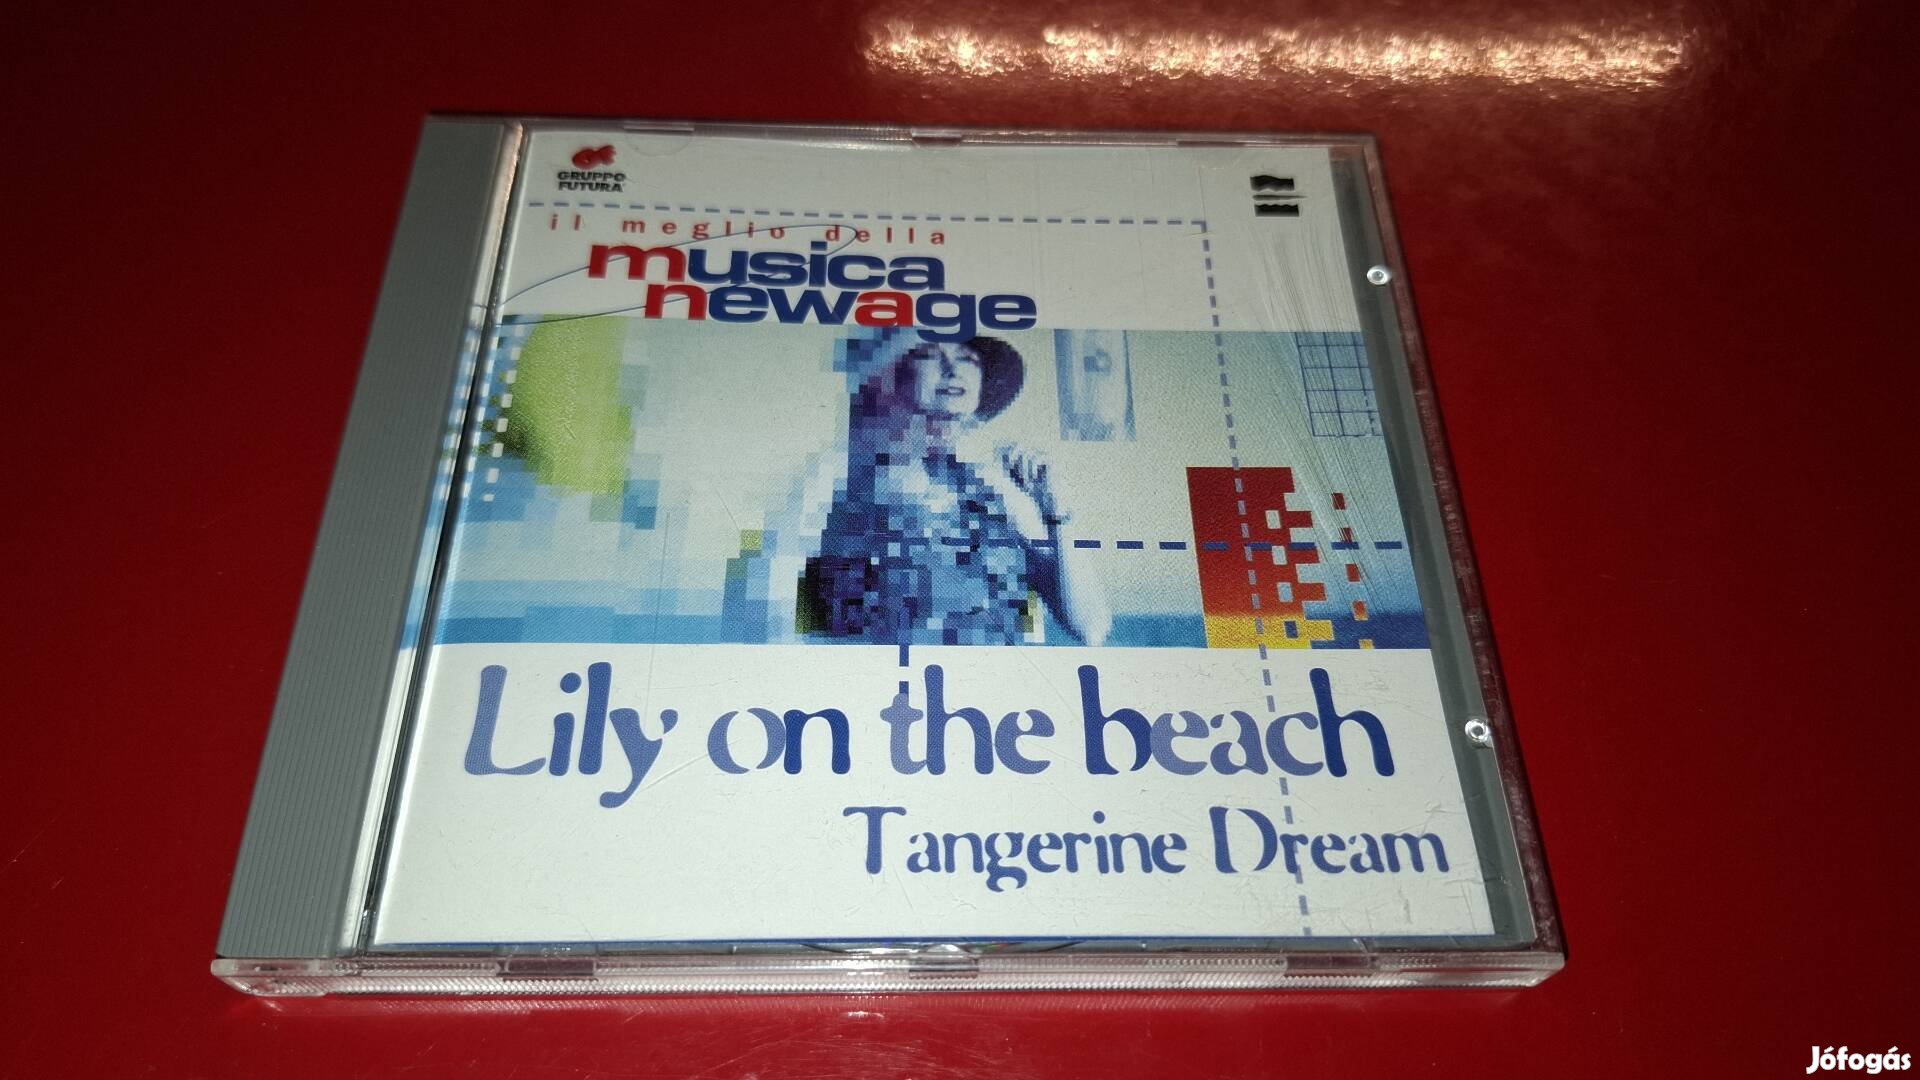 GRUPPO
FUTURA
il meglio della
musica
newage
Lily on the beach
Tangerine Dream
Jófogás